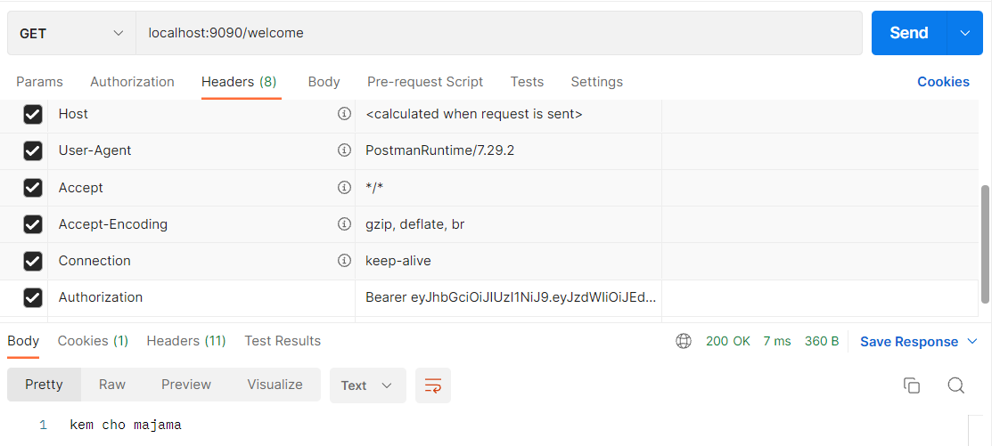 GET localhost:9090/welcome Send
Params Authorization Headers (8) Body Pre-request Script Tests Settings Cookies
Host <calculated when request is sent>
User-Agent PostmanRuntime/7.29.2
Accept */*
Accept-Encoding gzip, deflate, br
Connection keep-alive
Authorization Bearer eyJhbGciOiJIUzI1NiJ9.eyJzdWIiOiJEd...
Body Cookies (1) Headers (11) Test Results 200 OK 7 ms 360 B Save Response
Pretty Raw Preview Visualize Text
1 kem cho majama